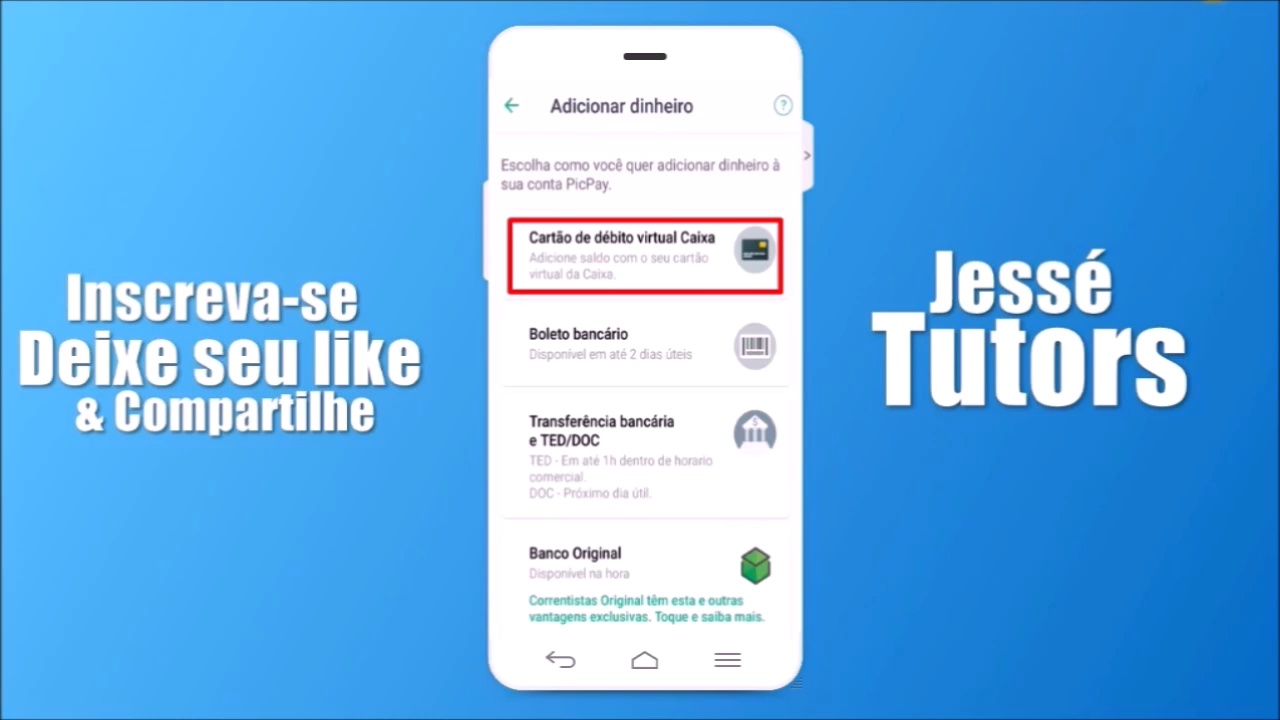 Inscreva-se
Deixe seu like
& Compartilhe
Adicionar dinheiro
?
Escolha como você quer adicionar dinheiro à
sua conta PicPay.
Cartão de débito virtual Caixa
Adicione saldo com o seu cartão
virtual da Caixa.
Boleto bancário
Disponível em até 2 dias úteis
Transferência bancária
e TED/DOC
TED - Em até 1h dentro de horario
comercial.
DOC - Próximo dia útil.
Banco Original
Disponível na hora
Correntistas Original têm esta e outras
vantagens exclusivas. Toque e saiba mais.
Jessé
Tutors